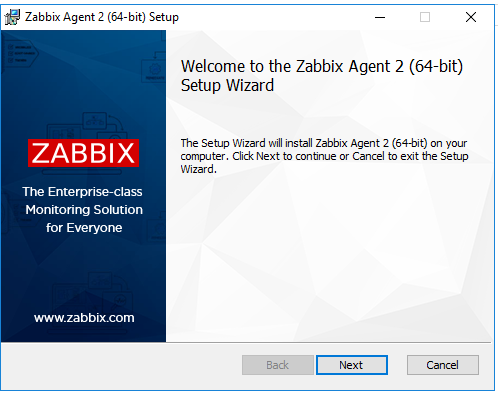 Zabbix Agent 2 (64-bit) Setup
ZABBIX
The Enterprise-class
Monitoring Solution
for Everyone
www.zabbix.com
Welcome to the Zabbix Agent 2 (64-bit)
Setup Wizard
The Setup Wizard will install Zabbix Agent 2 (64-bit) on your
computer. Click Next to continue or Cancel to exit the Setup
Wizard.
Back
Next
Cancel